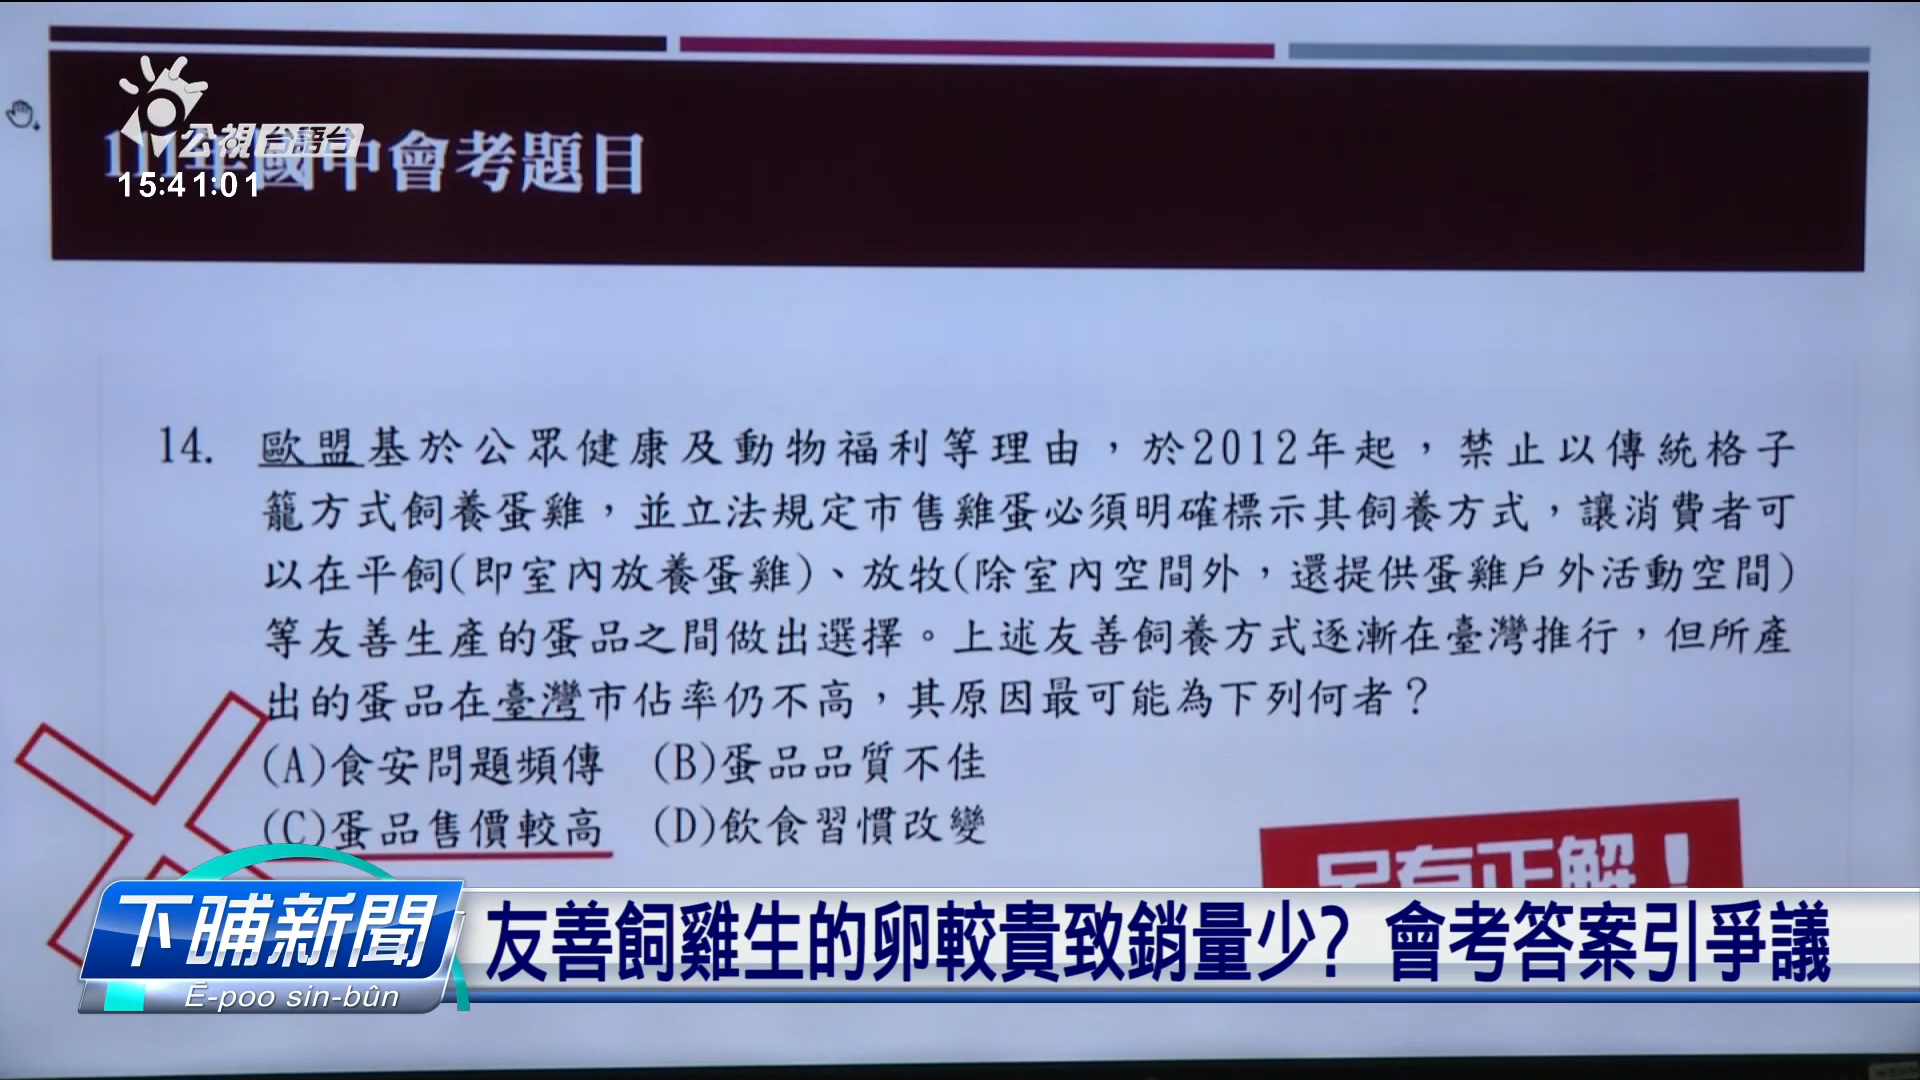 公視台語台
111年國中會考題目
15:41:01
14. 歐盟基於公眾健康及動物福利等理由，於2012年起，禁止以傳統格子
籠方式飼養蛋雞，並立法規定市售雞蛋必須明確標示其飼養方式，讓消費者可
以在平飼(即室內放養蛋雞)、放牧(除室內空間外，還提供蛋雞戶外活動空間)
等友善生產的蛋品之間做出選擇。上述友善飼養方式逐漸在臺灣推行，但所產
出的蛋品在臺灣市佔率仍不高，其原因最可能為下列何者？
(A)食安問題頻傳 (B)蛋品品質不佳
(C)蛋品售價較高 (D)飲食習慣改變
另有正解！
下晡新聞 友善飼雞生的卵較貴致銷量少? 會考答案引爭議
Ē-poo sin-bûn